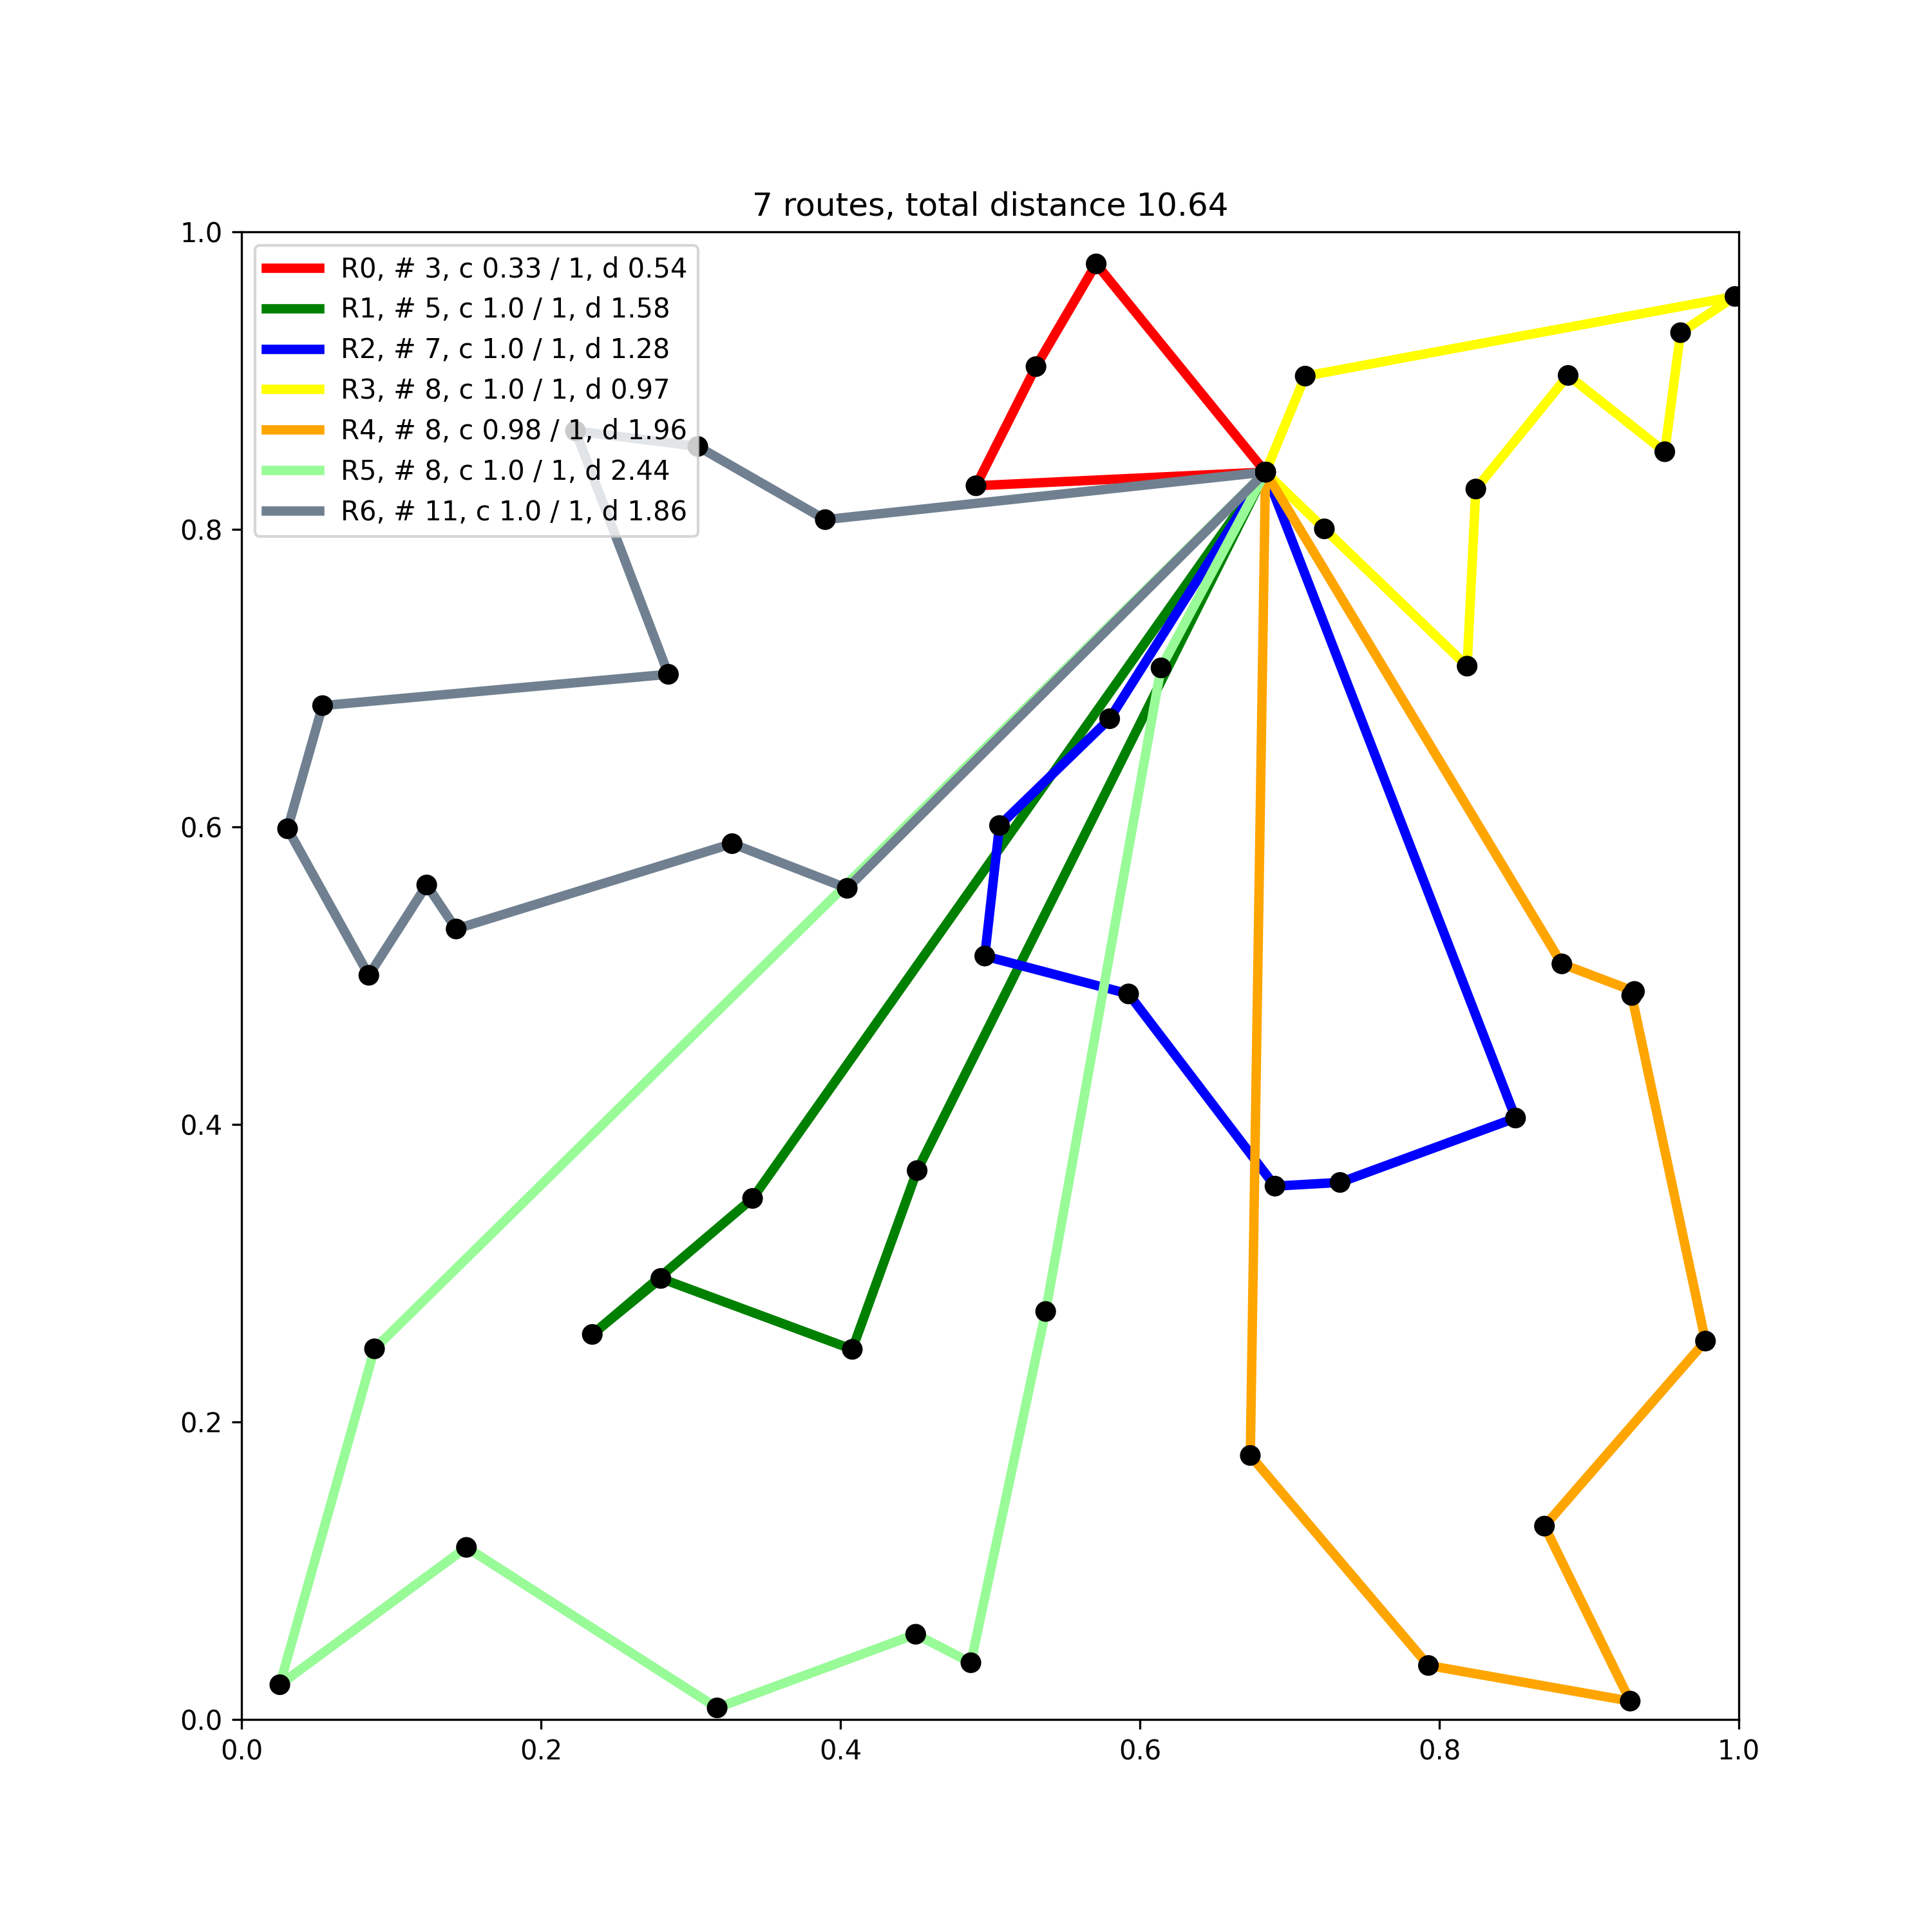 7 routes, total distance 10.64
1.0
R0, # 3, c 0.33 / 1, d 0.54
R1, # 5, c 1.0 / 1, d 1.58
R2, # 7, c 1.0 / 1, d 1.28
R3, # 8, c 1.0 / 1, d 0.97
R4, # 8, c 0.98 / 1, d 1.96
R5, # 8, c 1.0 / 1, d 2.44
R6, # 11, c 1.0 / 1, d 1.86
0.8
0.6
0.4
0.2
0.0
0.0 0.2 0.4 0.6 0.8 1.0